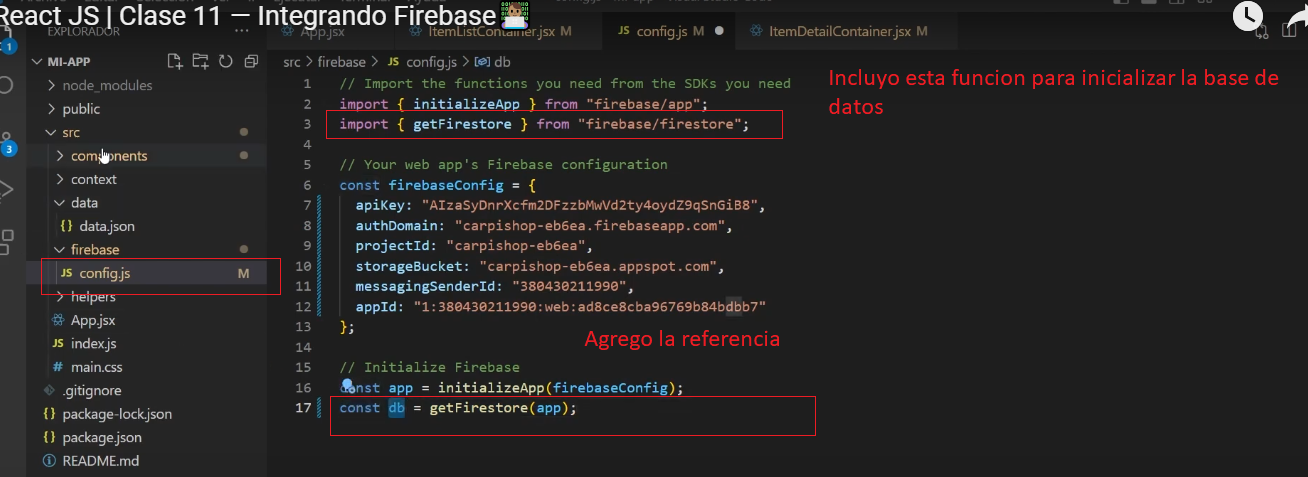 React JS | Clase 11 — Integrando Firebase
EXPLORADOR
App.jsx
ItemListContainer.jsx M
JS config.js M
ItemDetailContainer.jsx M
MI-APP
node_modules
public
src
components
context
data
{} data.json
firebase
JS config.js M
helpers
App.jsx
JS index.js
# main.css
.gitignore
{} package-lock.json
{} package.json
README.md
1
3
src > firebase > JS config.js > db
1 // Import the functions you need from the SDKs you need
2 import { initializeApp } from "firebase/app";
3 import { getFirestore } from "firebase/firestore";
4
5 // Your web app's Firebase configuration
6 const firebaseConfig = {
7 apiKey: "AIzaSyDnrXcfm2DFzzbMwVd2ty4oydZ9qSnGiB8",
8 authDomain: "carpishop-eb6ea.firebaseapp.com",
9 projectId: "carpishop-eb6ea",
10 storageBucket: "carpishop-eb6ea.appspot.com",
11 messagingSenderId: "380430211990",
12 appId: "1:380430211990:web:ad8ce8cba96769b84bdbb7"
13 };
14
15 // Initialize Firebase
16 const app = initializeApp(firebaseConfig);
17 const db = getFirestore(app);
Incluyo esta funcion para inicializar la base de
datos
Agrego la referencia